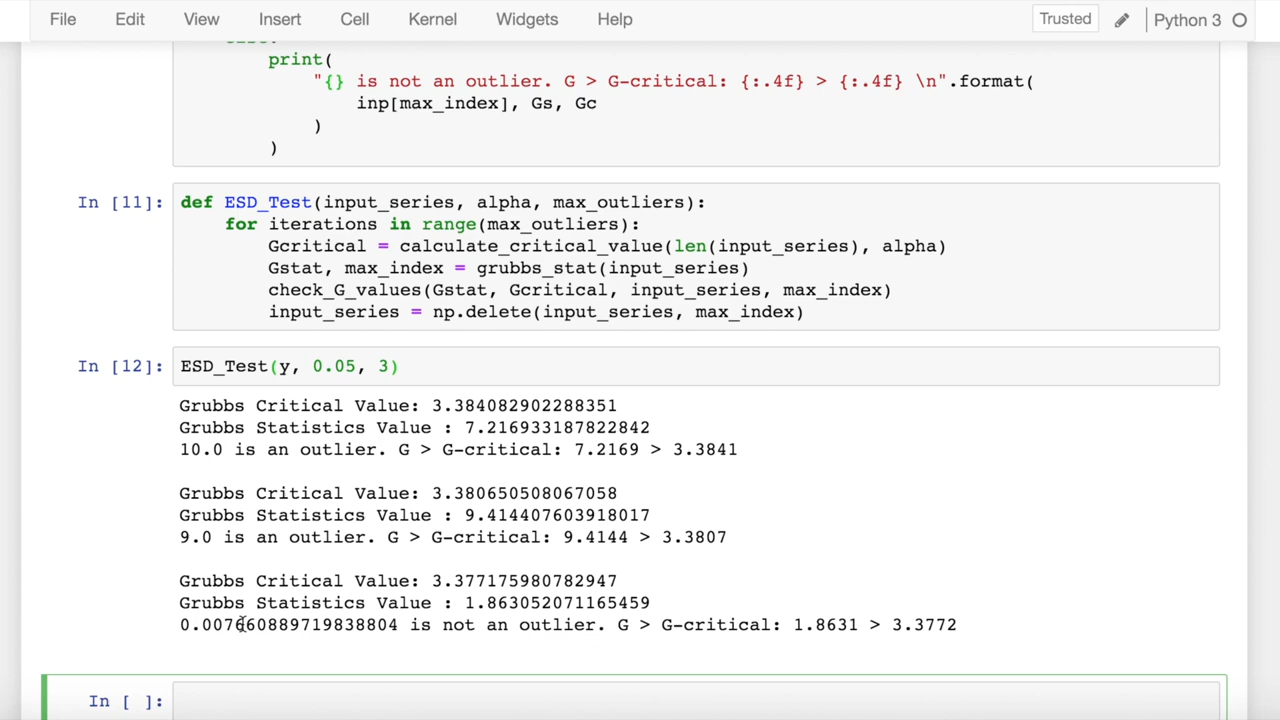 File Edit View Insert Cell Kernel Widgets Help Trusted Python 3
print(
"{} is not an outlier. G > G-critical: {:.4f} > {:.4f} \n".format(
inp[max_index], Gs, Gc
)
)
In [11]: def ESD_Test(input_series, alpha, max_outliers):
for iterations in range(max_outliers):
Gcritical = calculate_critical_value(len(input_series), alpha)
Gstat, max_index = grubbs_stat(input_series)
check_G_values(Gstat, Gcritical, input_series, max_index)
input_series = np.delete(input_series, max_index)
In [12]: ESD_Test(y, 0.05, 3)
Grubbs Critical Value: 3.384082902288351
Grubbs Statistics Value : 7.216933187822842
10.0 is an outlier. G > G-critical: 7.2169 > 3.3841
Grubbs Critical Value: 3.380650508067058
Grubbs Statistics Value : 9.414407603918017
9.0 is an outlier. G > G-critical: 9.4144 > 3.3807
Grubbs Critical Value: 3.377175980782947
Grubbs Statistics Value : 1.863052071165459
0.007660889719838804 is not an outlier. G > G-critical: 1.8631 > 3.3772
In [ ]: